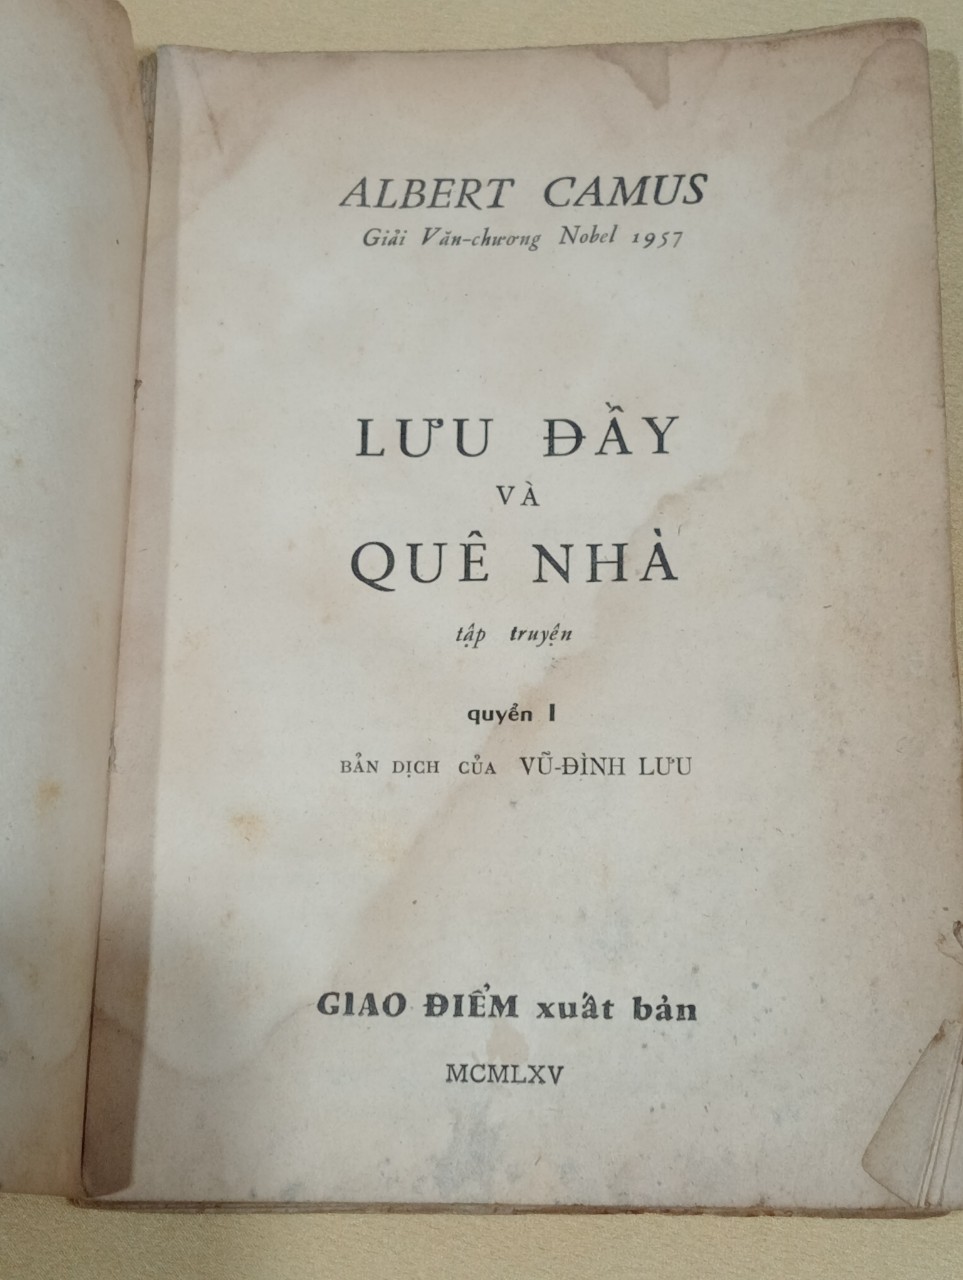 ALBERT CAMUS
Giải Văn-chương Nobel 1957
LƯU ĐẦY
VÀ
QUÊ NHÀ
tập truyện
quyển I
BẢN DỊCH CỦA VŨ-ĐÌNH LƯU
GIAO ĐIỂM xuất bản
MCMLXV